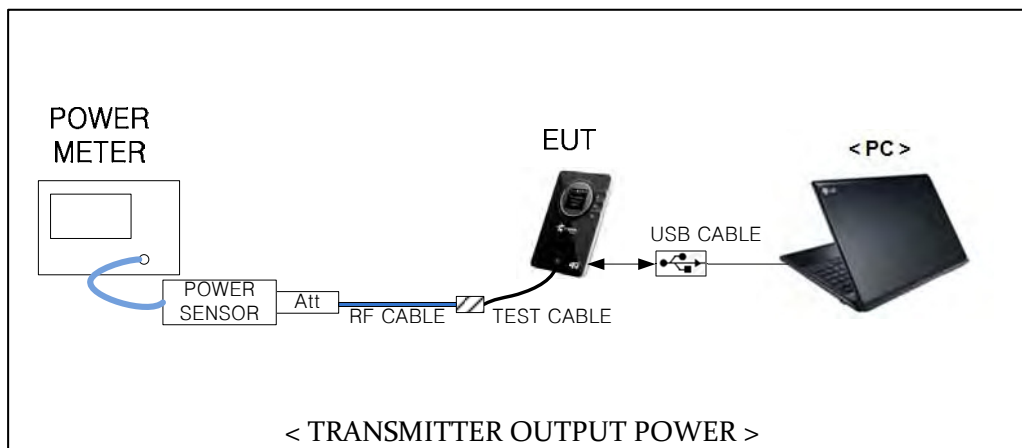 POWER
METER
EUT
< PC >
USB CABLE
POWER
SENSOR
Att
RF CABLE
TEST CABLE
< TRANSMITTER OUTPUT POWER >